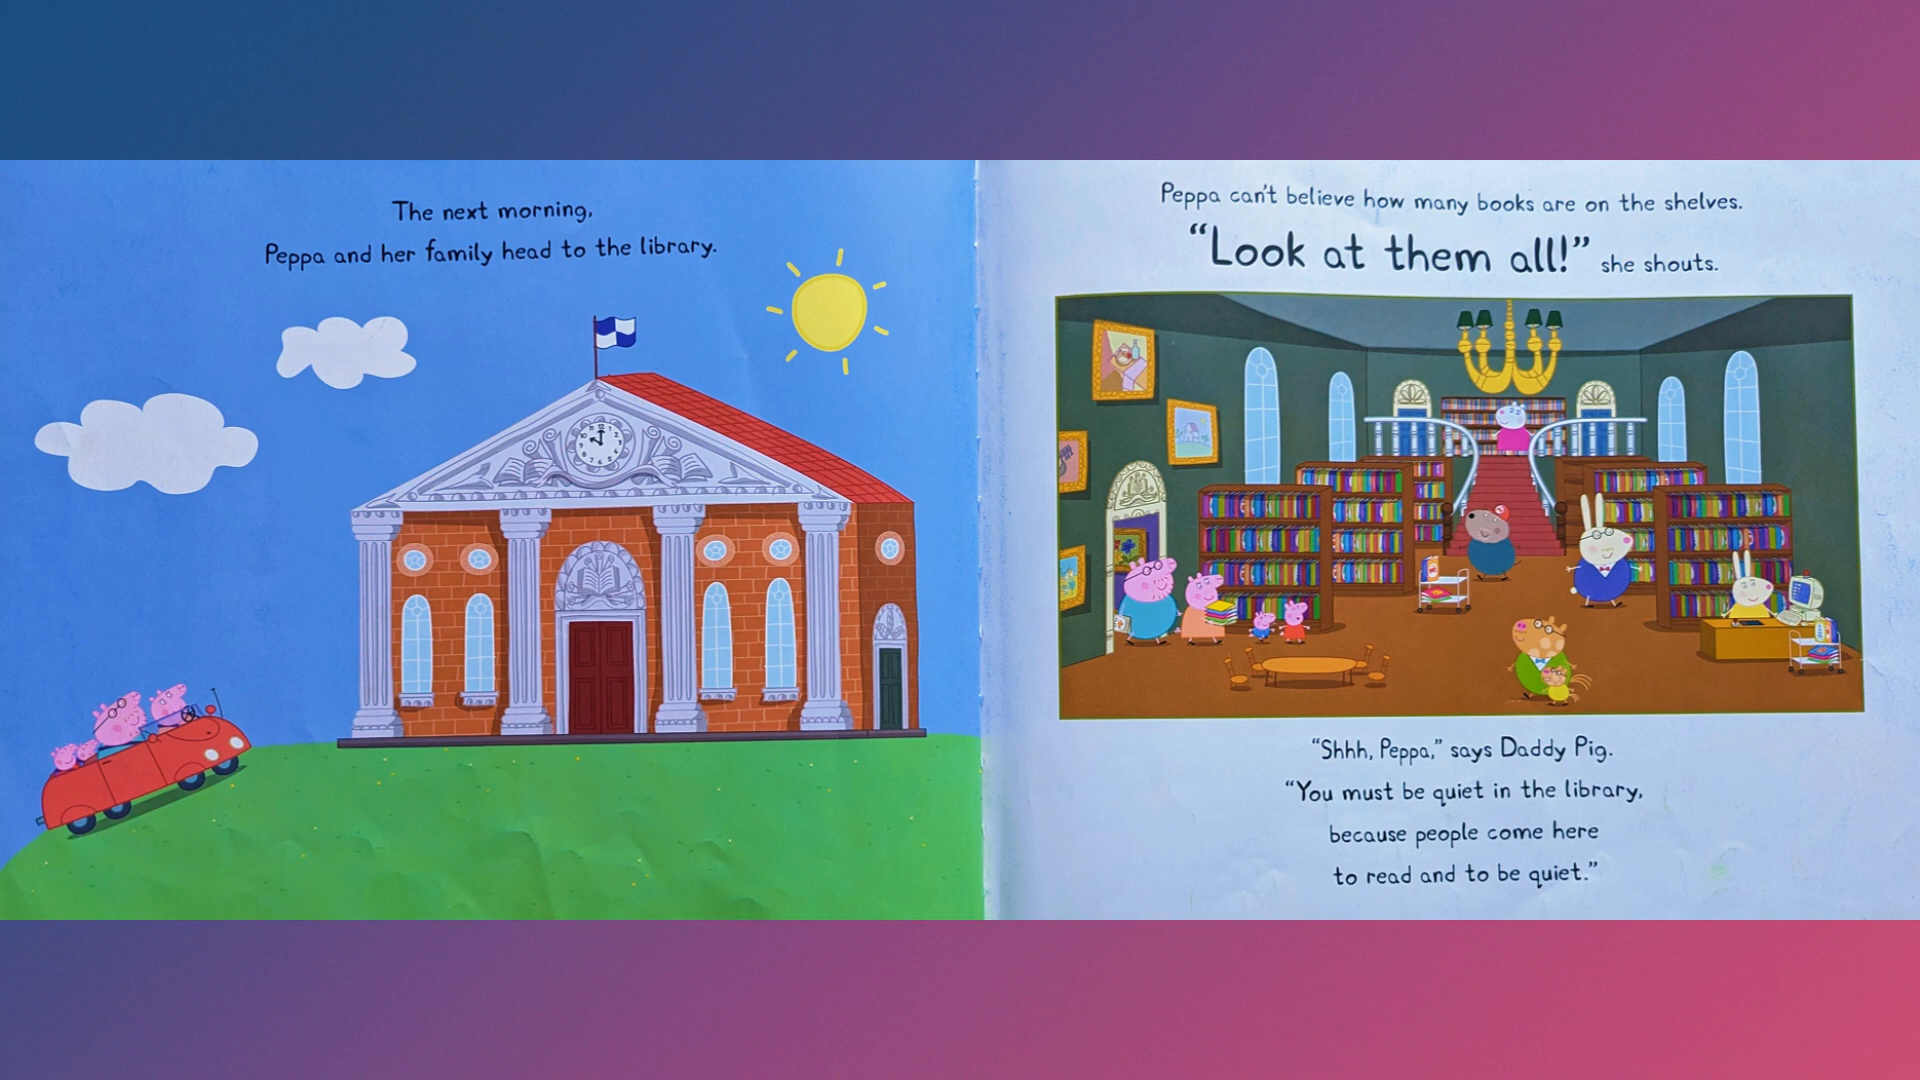 The next morning,
Peppa and her family head to the library.
Peppa can't believe how many books are on the shelves.
“Look at them all!” she shouts.
“Shhh, Peppa,” says Daddy Pig.
“You must be quiet in the library,
because people come here
to read and to be quiet.”